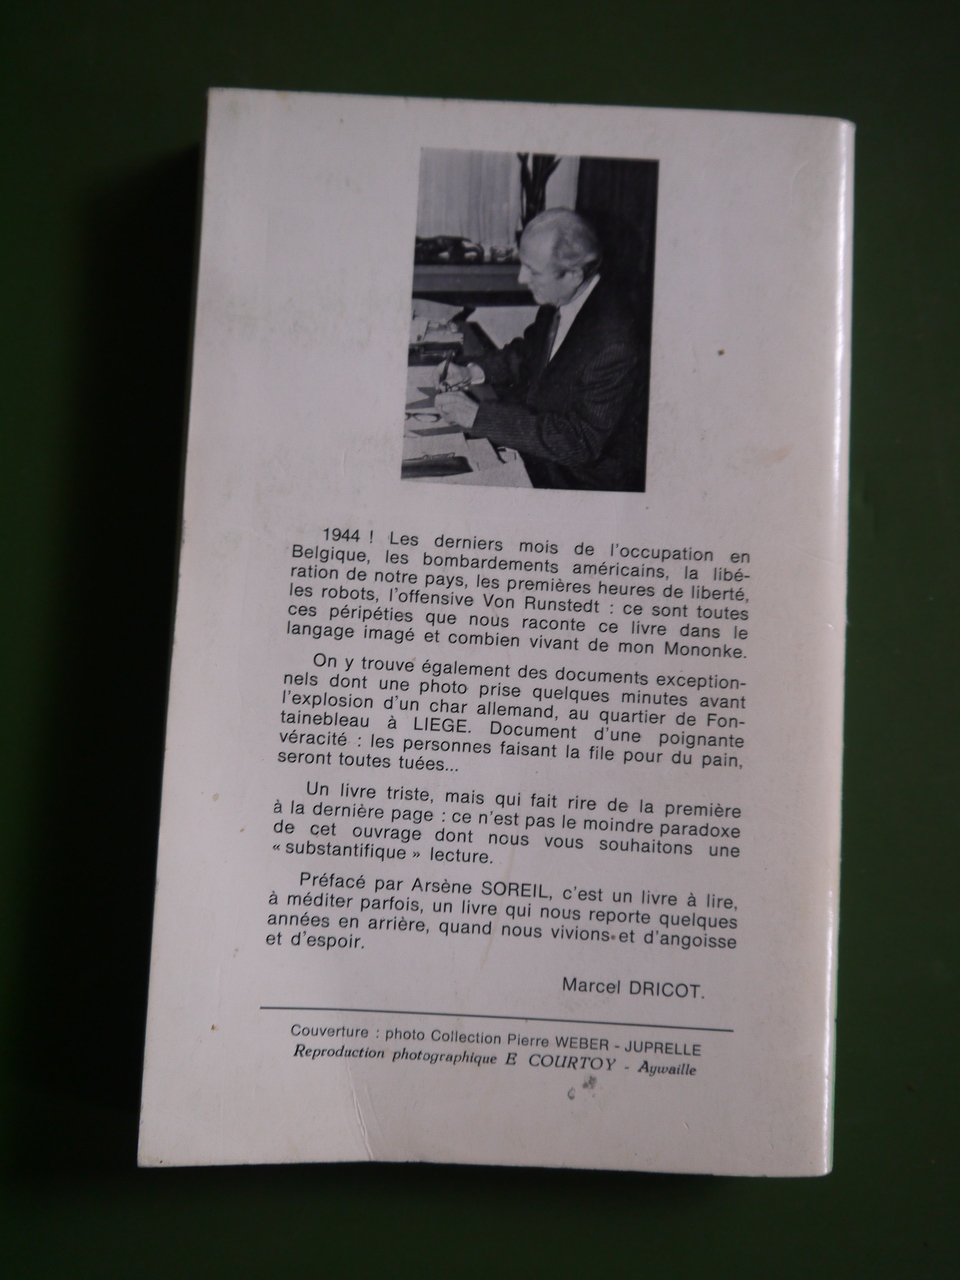 1944 ! Les derniers mois de l'occupation en
Belgique, les bombardements américains, la libé-
ration de notre pays, les premières heures de liberté,
les robots, l'offensive Von Runstedt : ce sont toutes
ces péripéties que nous raconte ce livre dans le
langage imagé et combien vivant de mon Mononke.
On y trouve également des documents exception-
nels dont une photo prise quelques minutes avant
l'explosion d'un char allemand, au quartier de Fon-
tainebleau à LIEGE. Document d'une poignante
véracité : les personnes faisant la file pour du pain,
seront toutes tuées...
Un livre triste, mais qui fait rire de la première
à la dernière page : ce n'est pas le moindre paradoxe
de cet ouvrage dont nous vous souhaitons une
« substantifique » lecture.
Préfacé par Arsène SOREIL, c'est un livre à lire,
à méditer parfois, un livre qui nous reporte quelques
années en arrière, quand nous vivions et d'angoisse
et d'espoir.
Marcel DRICOT.
Couverture : photo Collection Pierre WEBER - JUPRELLE
Reproduction photographique E COURTOY - Aywaille